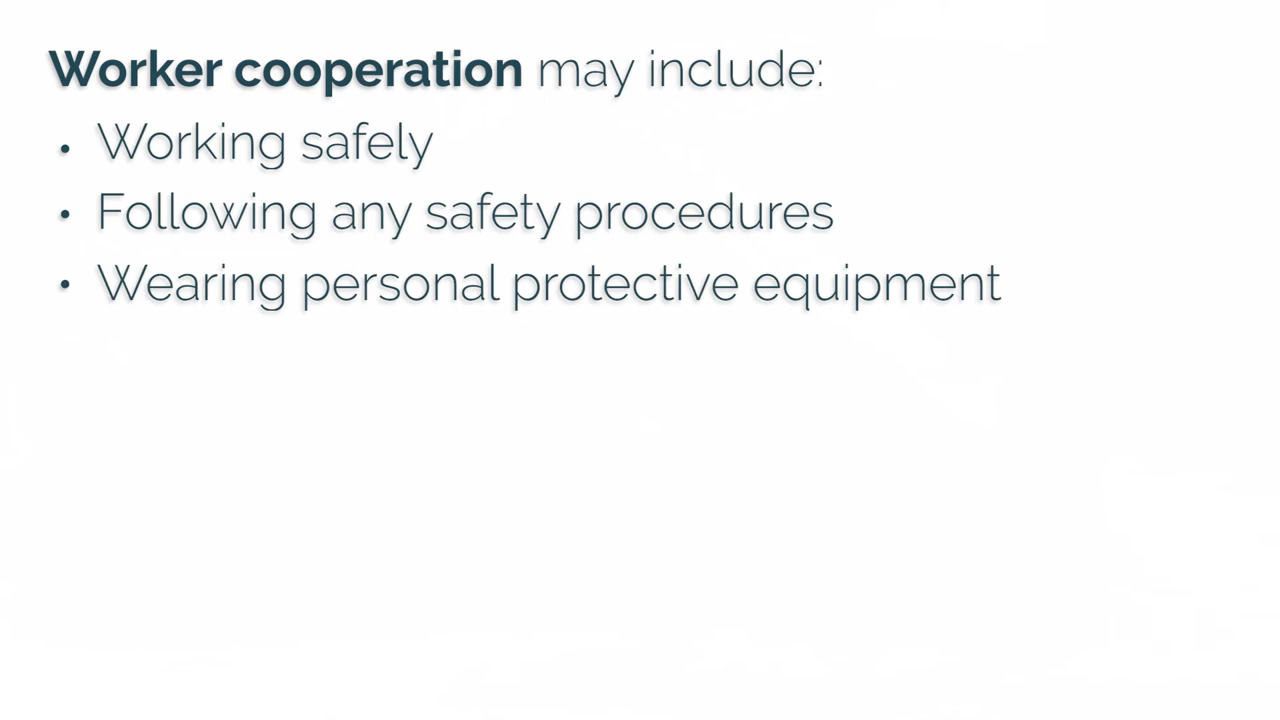 Worker cooperation may include:
• Working safely
• Following any safety procedures
• Wearing personal protective equipment